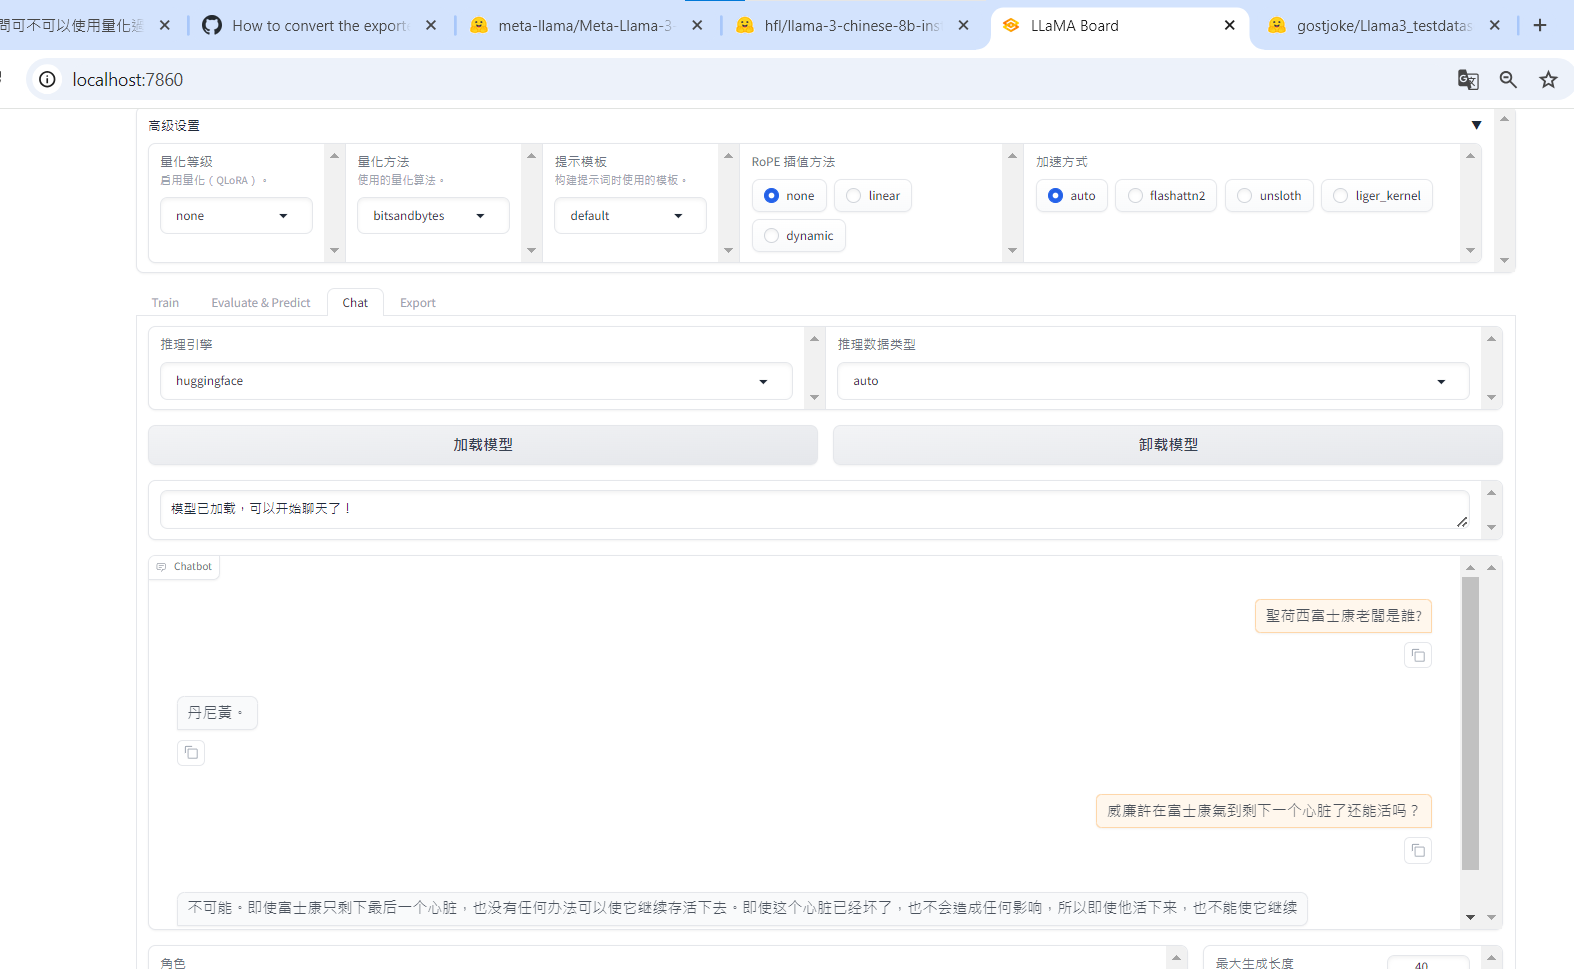 問可不可以使用量化過
How to convert the exporte
meta-llama/Meta-Llama-3-
hfl/llama-3-chinese-8b-inst
LLaMA Board
gostjoke/Llama3_testdatas
localhost:7860
高级设置
量化等级
启用量化(QLoRA)。
none
量化方法
使用的量化算法。
bitsandbytes
提示模板
构建提示词时使用的模板。
default
RoPE 插值方法
none
linear
dynamic
加速方式
auto
flashattn2
unsloth
liger_kernel
Train
Evaluate & Predict
Chat
Export
推理引擎
huggingface
推理数据类型
auto
加载模型
卸载模型
模型已加载,可以开始聊天了!
Chatbot
聖荷西富士康老闆是誰?
丹尼黃。
威廉許在富士康氣到剩下一个心脏了还能活吗?
不可能。即使富士康只剩下最后一个心脏,也没有任何办法可以使它继续存活下去。即使这个心脏已经坏了,也不会造成任何影响,所以即使他活下来,也不能使它继续
角色
最大生成长度
40